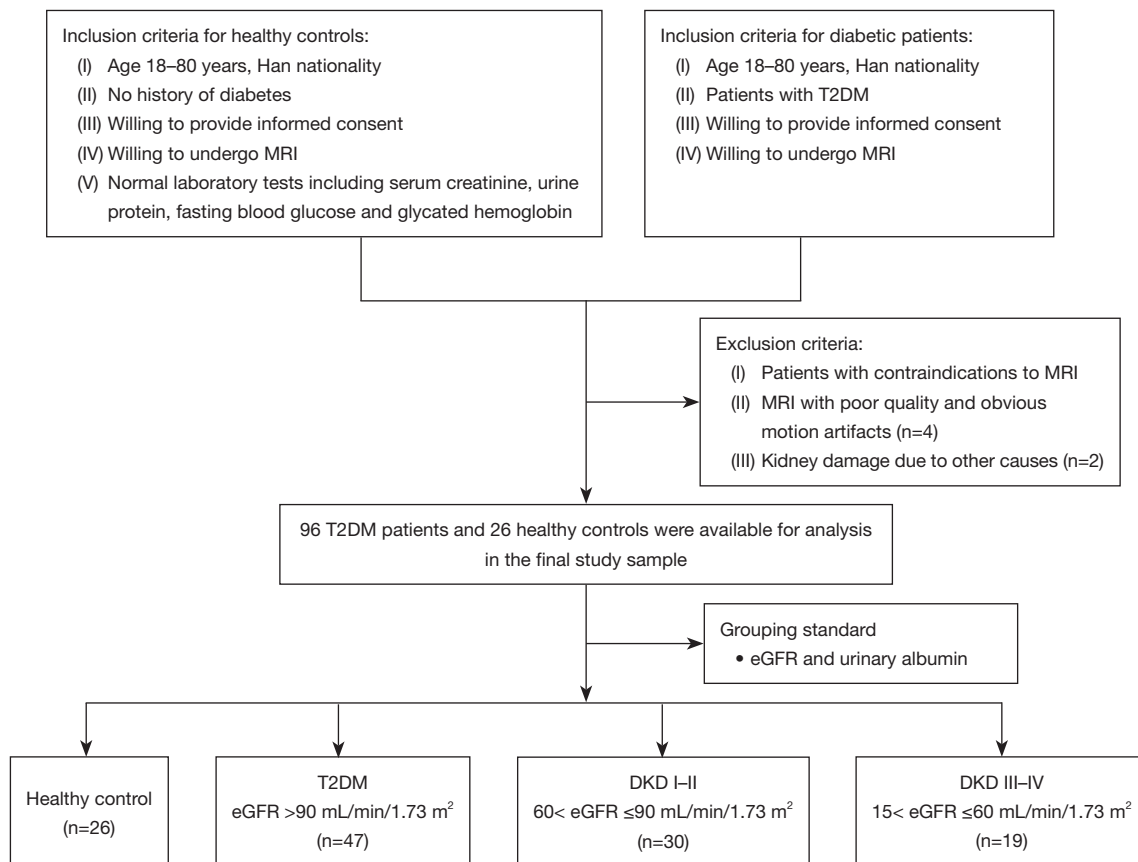 Inclusion criteria for healthy controls:
(I) Age 18–80 years, Han nationality
(II) No history of diabetes
(III) Willing to provide informed consent
(IV) Willing to undergo MRI
(V) Normal laboratory tests including serum creatinine, urine
protein, fasting blood glucose and glycated hemoglobin
Inclusion criteria for diabetic patients:
(I) Age 18–80 years, Han nationality
(II) Patients with T2DM
(III) Willing to provide informed consent
(IV) Willing to undergo MRI
Exclusion criteria:
(I) Patients with contraindications to MRI
(II) MRI with poor quality and obvious
motion artifacts (n=4)
(III) Kidney damage due to other causes (n=2)
96 T2DM patients and 26 healthy controls were available for analysis
in the final study sample
Grouping standard
• eGFR and urinary albumin
Healthy control
(n=26)
T2DM
eGFR >90 mL/min/1.73 m²
(n=47)
DKD I–II
60< eGFR ≤90 mL/min/1.73 m²
(n=30)
DKD III–IV
15< eGFR ≤60 mL/min/1.73 m²
(n=19)